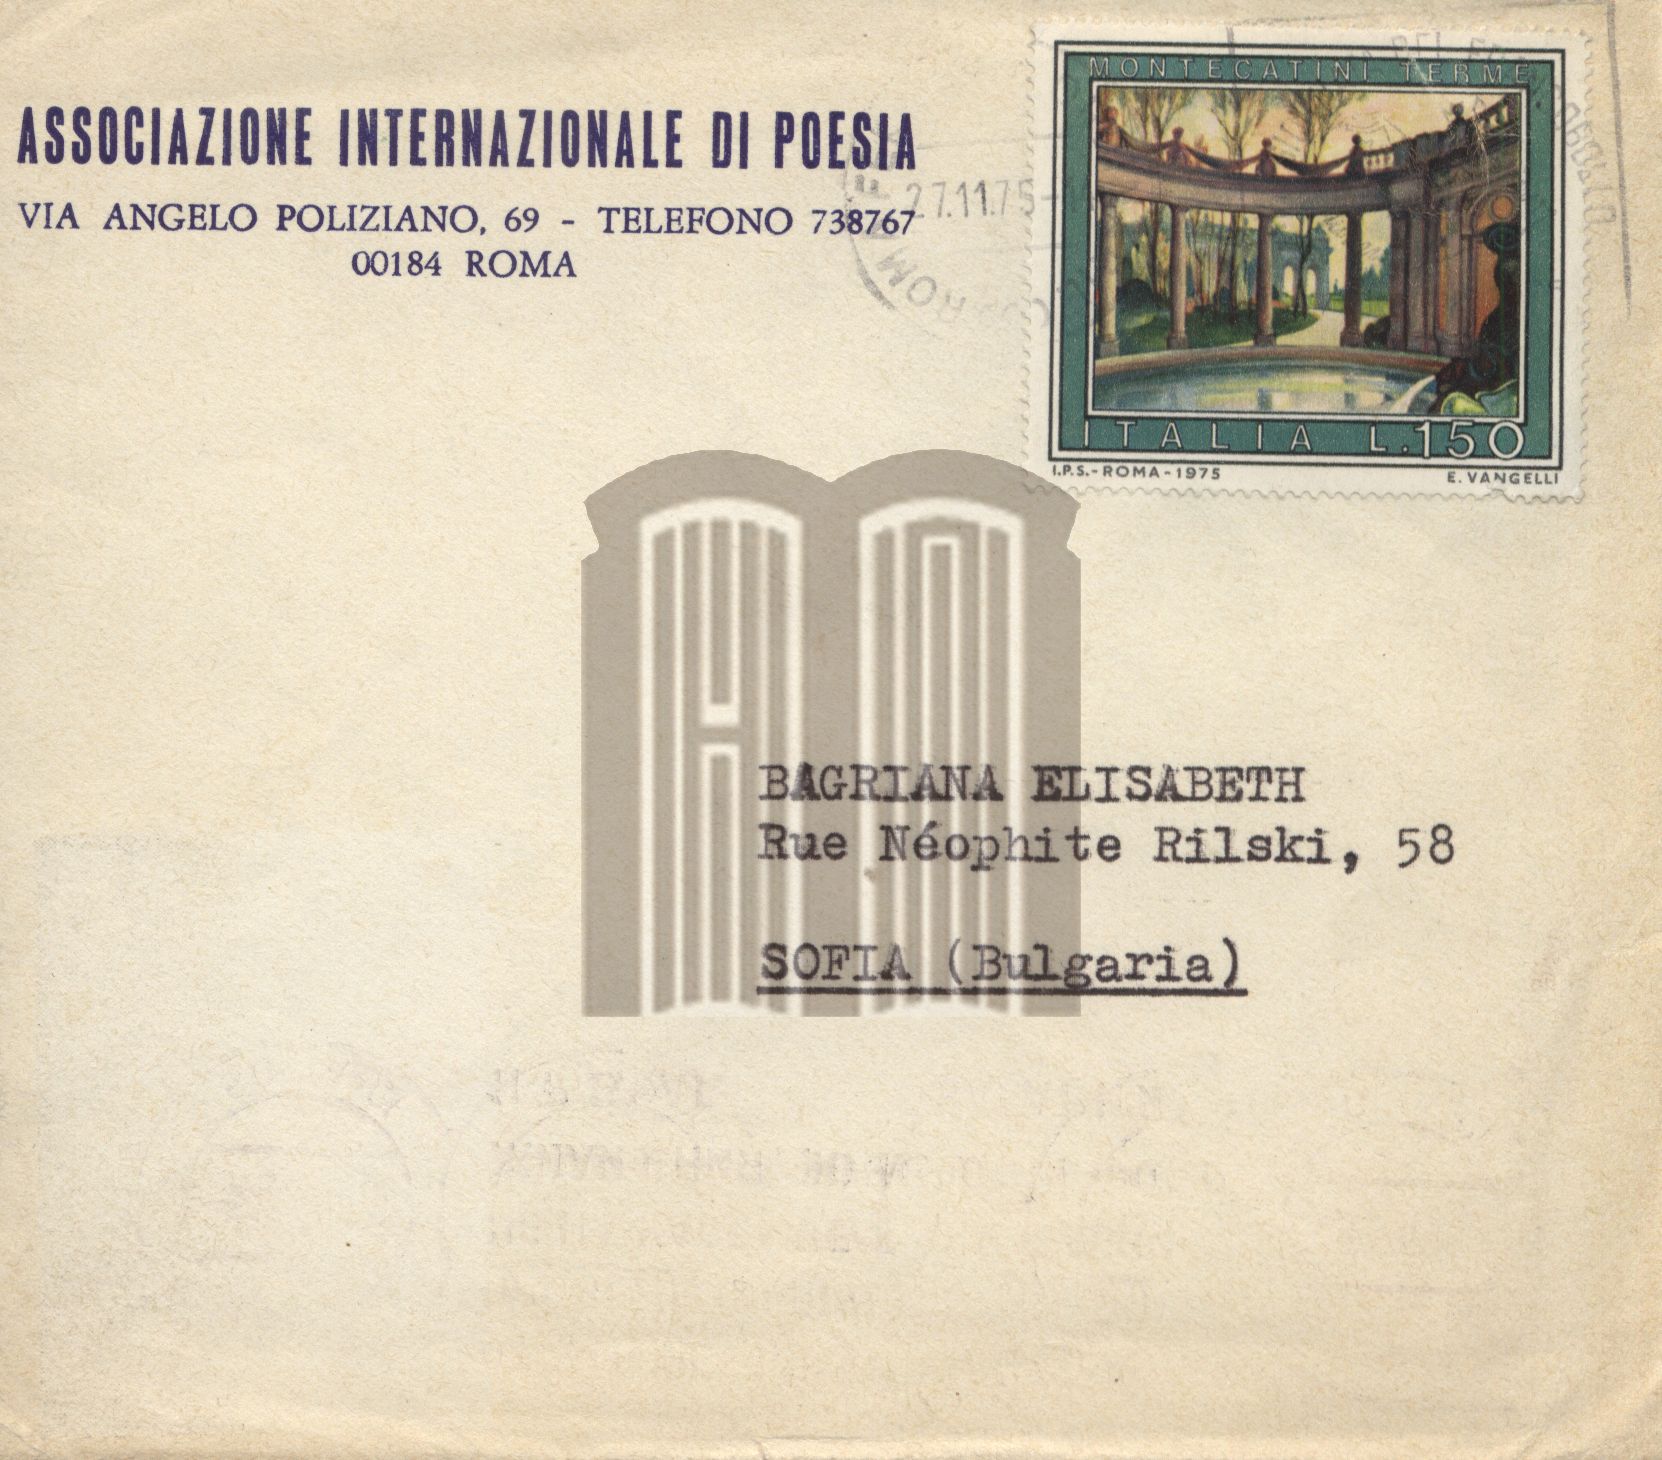 ASSOCIAZIONE INTERNAZIONALE DI POESIA
VIA ANGELO POLIZIANO, 69 - TELEFONO 738767
00184 ROMA
27.11.75
MONTECATINI TERME
ITALIA L.150
I.P.S.-ROMA-1975 E. VANGELLI
BAGRIANA ELISABETH
Rue Néophite Rilski, 58
SOFIA (Bulgaria)